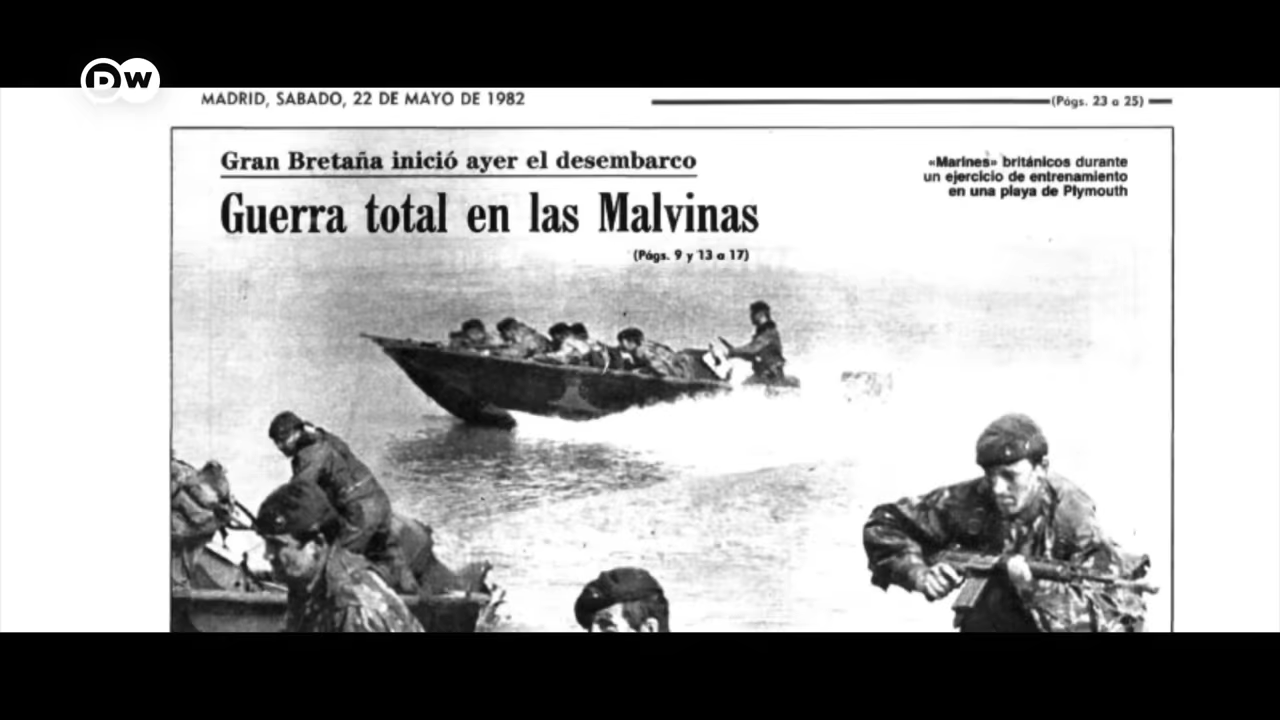 DW
MADRID, SABADO, 22 DE MAYO DE 1982
(Págs. 23 a 25)
Gran Bretaña inició ayer el desembarco
Guerra total en las Malvinas
(Págs. 9 y 13 a 17)
«Marines» británicos durante
un ejercicio de entrenamiento
en una playa de Plymouth